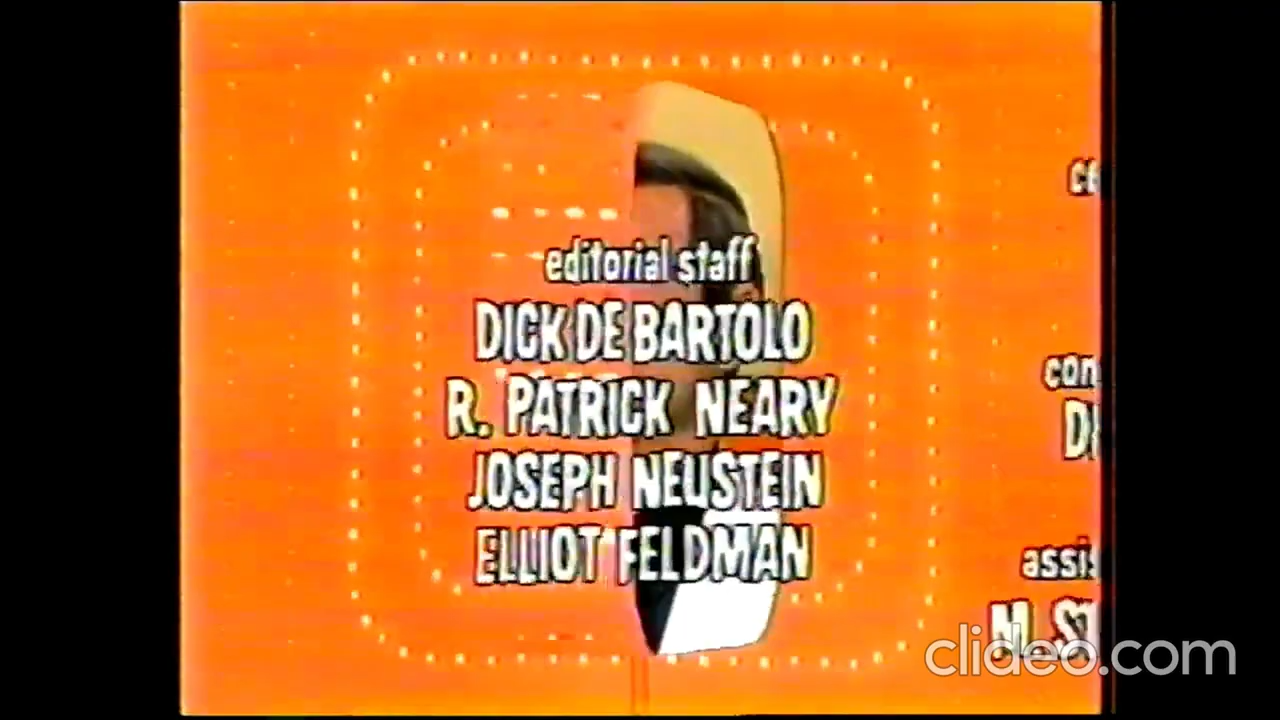 editorial staff
DICK DE BARTOLO
R. PATRICK NEARY
JOSEPH NEUSTEIN
ELLIOT FELDMAN
clideo.com